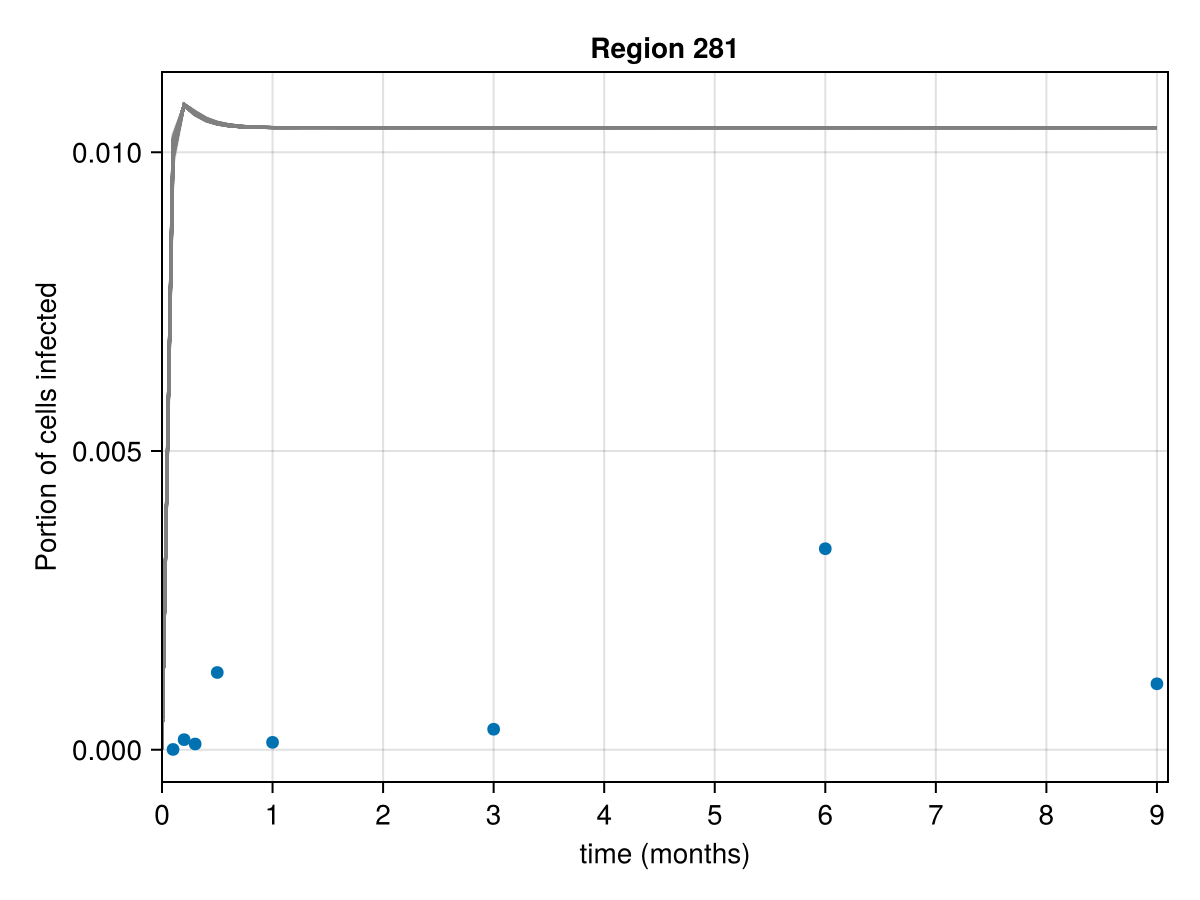 Region 281
Portion of cells infected
0.010
0.005
0.000
0 1 2 3 4 5 6 7 8 9
time (months)